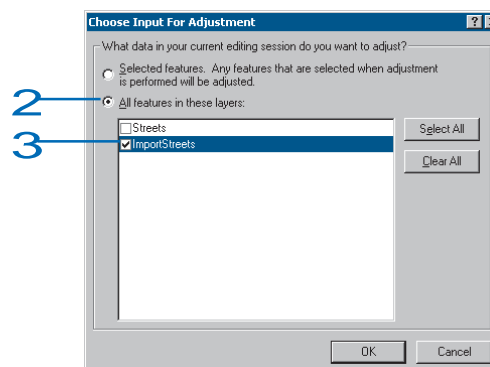 Choose Input For Adjustment
What data in your current editing session do you want to adjust?
Selected features. Any features that are selected when adjustment
is performed will be adjusted.
2
All features in these layers:
Streets
Select All
3
ImportStreets
Clear All
OK
Cancel